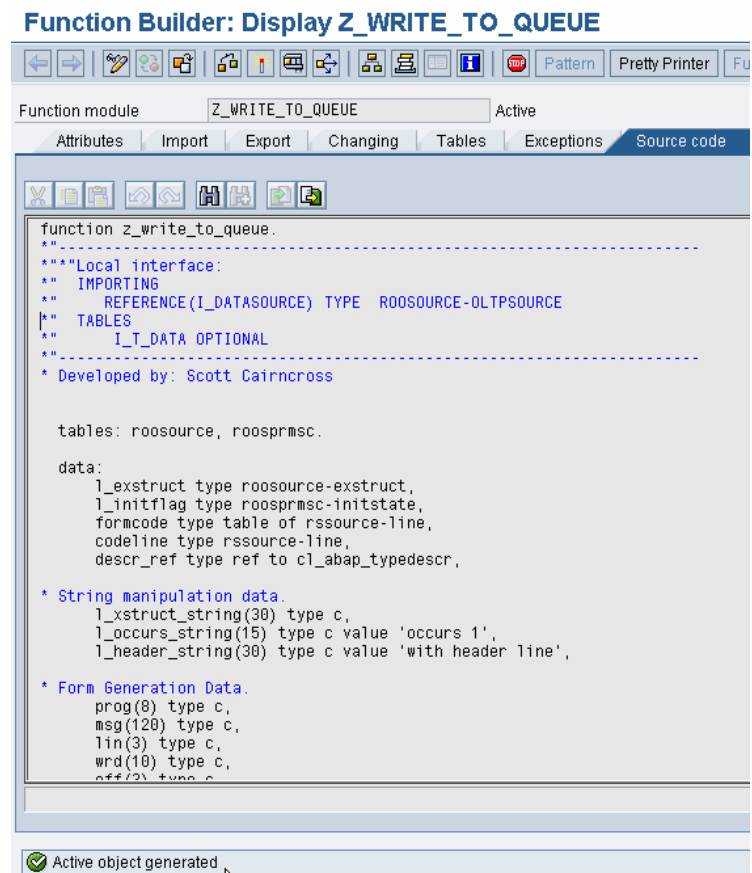 Function Builder: Display Z_WRITE_TO_QUEUE
Pattern Pretty Printer
Function module Z_WRITE_TO_QUEUE Active
Attributes Import Export Changing Tables Exceptions Source code
function z_write_to_queue.
*"----------------------------------------------------------------------
*"*"Local interface:
*"  IMPORTING
*"     REFERENCE(I_DATASOURCE) TYPE  ROOSOURCE-OLTPSOURCE
*"  TABLES
*"      I_T_DATA OPTIONAL
*"----------------------------------------------------------------------
* Developed by: Scott Cairncross
tables: roosource, roosprmsc.
data:
l_exstruct type roosource-exstruct,
l_initflag type roosprmsc-initstate,
formcode type table of rssource-line,
codeline type rssource-line,
descr_ref type ref to cl_abap_typedescr,
* String manipulation data.
l_xstruct_string(30) type c,
l_occurs_string(15) type c value 'occurs 1',
l_header_string(30) type c value 'with header line',
* Form Generation Data.
prog(8) type c,
msg(120) type c,
lin(3) type c,
wrd(10) type c,
off(3) type c
Active object generated